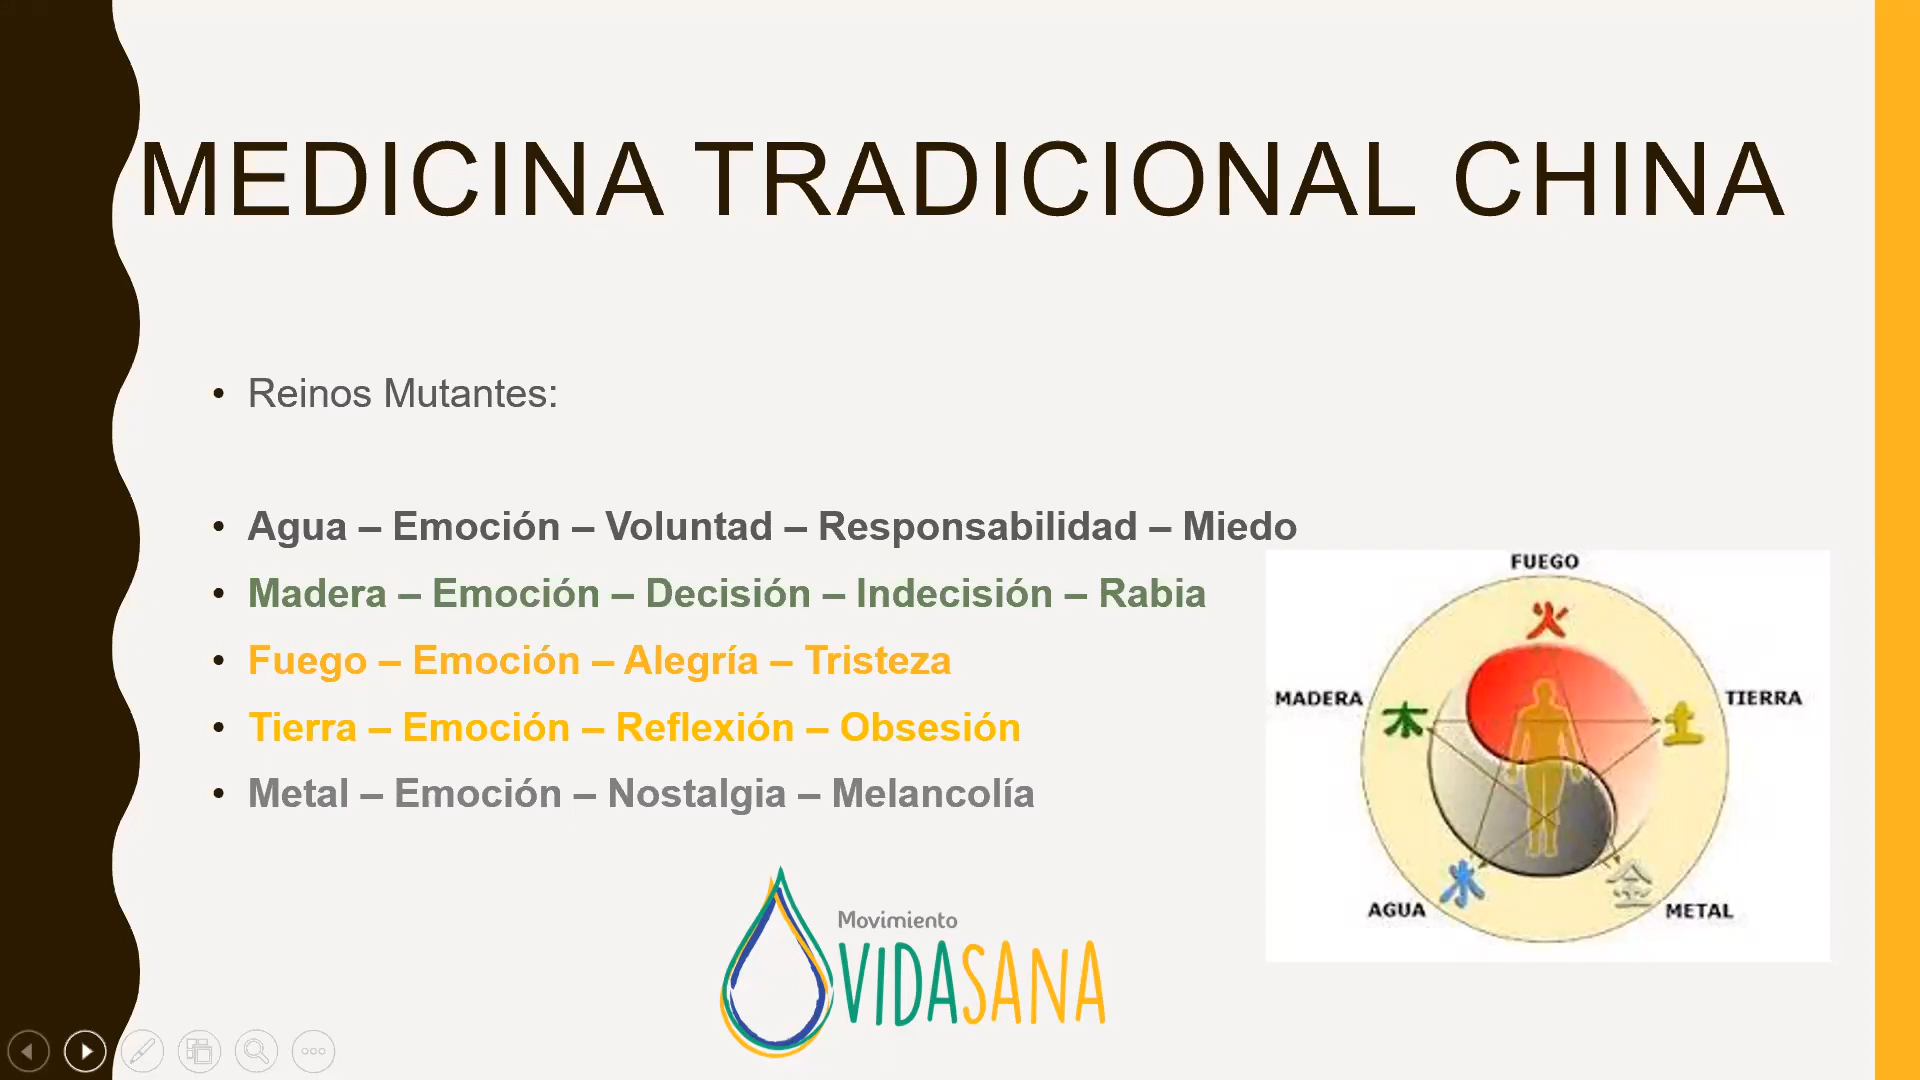 MEDICINA TRADICIONAL CHINA
• Reinos Mutantes:
• Agua – Emoción – Voluntad – Responsabilidad – Miedo
• Madera – Emoción – Decisión – Indecisión – Rabia
• Fuego – Emoción – Alegría – Tristeza
• Tierra – Emoción – Reflexión – Obsesión
• Metal – Emoción – Nostalgia – Melancolía
FUEGO
火
MADERA
木
土
TIERRA
AGUA
水
金
METAL
Movimiento
VIDASANA